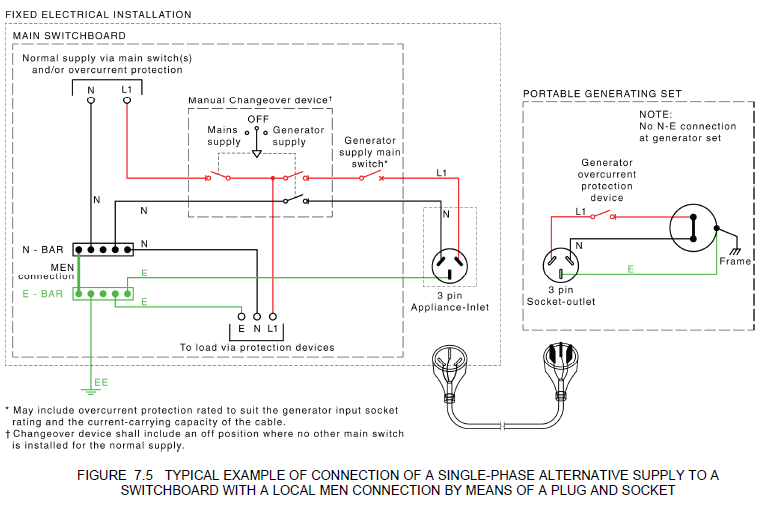 FIXED ELECTRICAL INSTALLATION
MAIN SWITCHBOARD
Normal supply via main switch(s)
and/or overcurrent protection
N
L1
Manual Changeover device†
OFF
Mains
supply
Generator
supply
Generator
supply main
switch*
L1
N
N
N
N
N - BAR
MEN
connection
E - BAR
E
E
3 pin
Appliance-Inlet
E N L1
To load via protection devices
EE
PORTABLE GENERATING SET
NOTE:
No N-E connection
at generator set
Generator
overcurrent
protection
device
L1
N
E
Frame
3 pin
Socket-outlet
* May include overcurrent protection rated to suit the generator input socket
rating and the current-carrying capacity of the cable.
† Changeover device shall include an off position where no other main switch
is installed for the normal supply.
FIGURE 7.5 TYPICAL EXAMPLE OF CONNECTION OF A SINGLE-PHASE ALTERNATIVE SUPPLY TO A
SWITCHBOARD WITH A LOCAL MEN CONNECTION BY MEANS OF A PLUG AND SOCKET